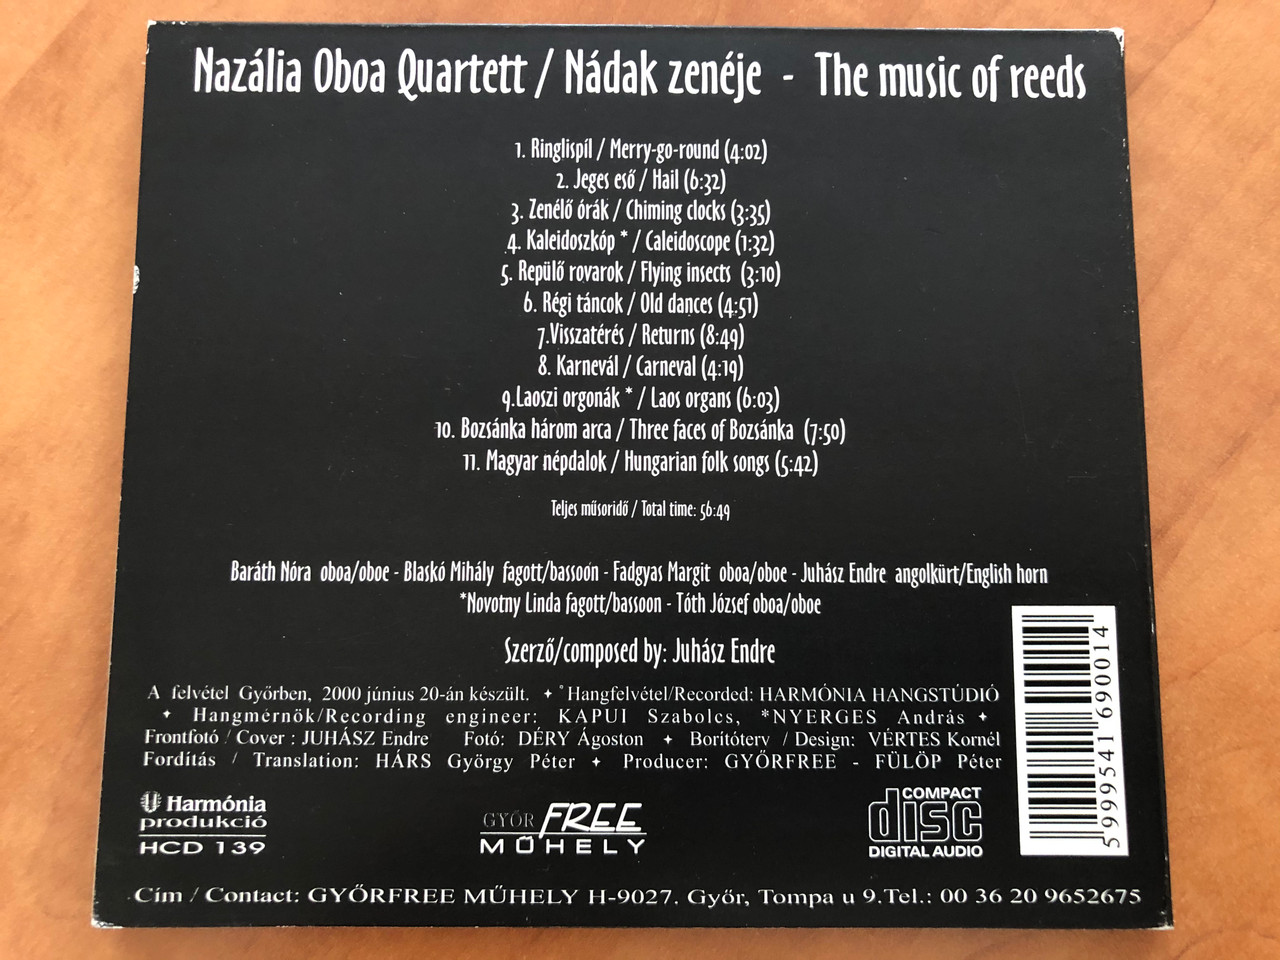 Nazália Oboa Quartett / Nádak zenéje - The music of reeds
1. Ringlispíl / Merry-go-round (4:02)
2. Jeges eső / Hail (6:32)
3. Zenélő órák / Chiming clocks (3:35)
4. Kaleidoszkóp * / Caleidoscope (1:32)
5. Repülő rovarok / Flying insects (3:10)
6. Régi táncok / Old dances (4:51)
7.Visszatérés / Returns (8:49)
8. Karnevál / Carneval (4:19)
9.Laoszi orgonák * / Laos organs (6:03)
10. Bozsánka három arca / Three faces of Bozsánka (7:50)
11. Magyar népdalok / Hungarian folk songs (5:42)
Teljes műsoridő / Total time: 56:49
Baráth Nóra oboa/oboe - Blaskó Mihály fagott/bassoon - Fadgyas Margit oboa/oboe - Juhász Endre angolkürt/English horn
*Novotny Linda fagott/bassoon - Tóth József oboa/oboe
Szerző/composed by: Juhász Endre
A felvétel Győrben, 2000 június 20-án készült. ✦ *Hangfelvétel/Recorded: HARMÓNIA HANGSTÚDIÓ
✦ Hangmérnök/Recording engineer: KAPUI Szabolcs, *NYERGES András ✦
Frontfotó / Cover : JUHÁSZ Endre Fotó: DÉRY Ágoston ✦ Borítóterv / Design: VÉRTES Kornél
Fordítás / Translation: HÁRS György Péter ✦ Producer: GYŐRFREE - FÜLÖP Péter
Harmónia
produkció
HCD 139
GYŐR FREE
MŰHELY
COMPACT
disc
DIGITAL AUDIO
5 999541 690014
Cím / Contact: GYŐRFREE MŰHELY H-9027. Győr, Tompa u 9.Tel.: 00 36 20 9652675